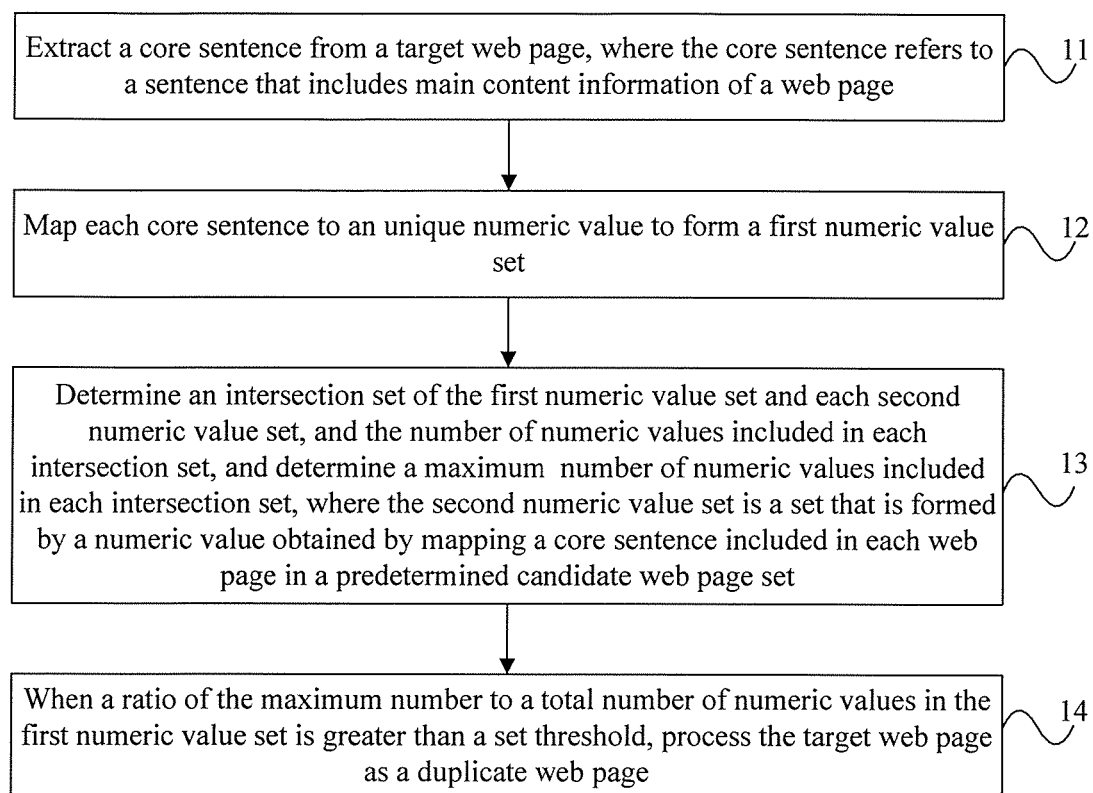 Extract a core sentence from a target web page, where the core sentence refers to
a sentence that includes main content information of a web page
11
Map each core sentence to an unique numeric value to form a first numeric value
set
12
Determine an intersection set of the first numeric value set and each second
numeric value set, and the number of numeric values included in each
intersection set, and determine a maximum number of numeric values included
in each intersection set, where the second numeric value set is a set that is formed
by a numeric value obtained by mapping a core sentence included in each web
page in a predetermined candidate web page set
13
When a ratio of the maximum number to a total number of numeric values in the
first numeric value set is greater than a set threshold, process the target web page
as a duplicate web page
14